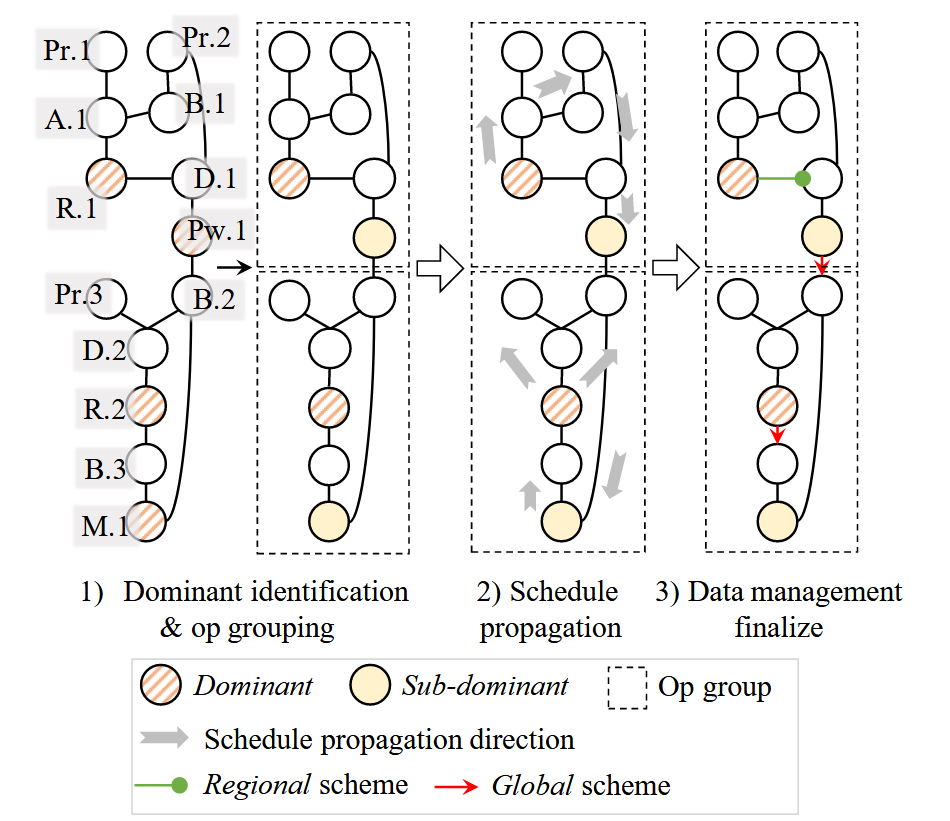 Pr.1
Pr.2
A.1
B.1
R.1
D.1
Pw.1
Pr.3
B.2
D.2
R.2
B.3
M.1
1) Dominant identification
& op grouping
2) Schedule
propagation
3) Data management
finalize
Dominant
Sub-dominant
Op group
Schedule propagation direction
Regional scheme
Global scheme